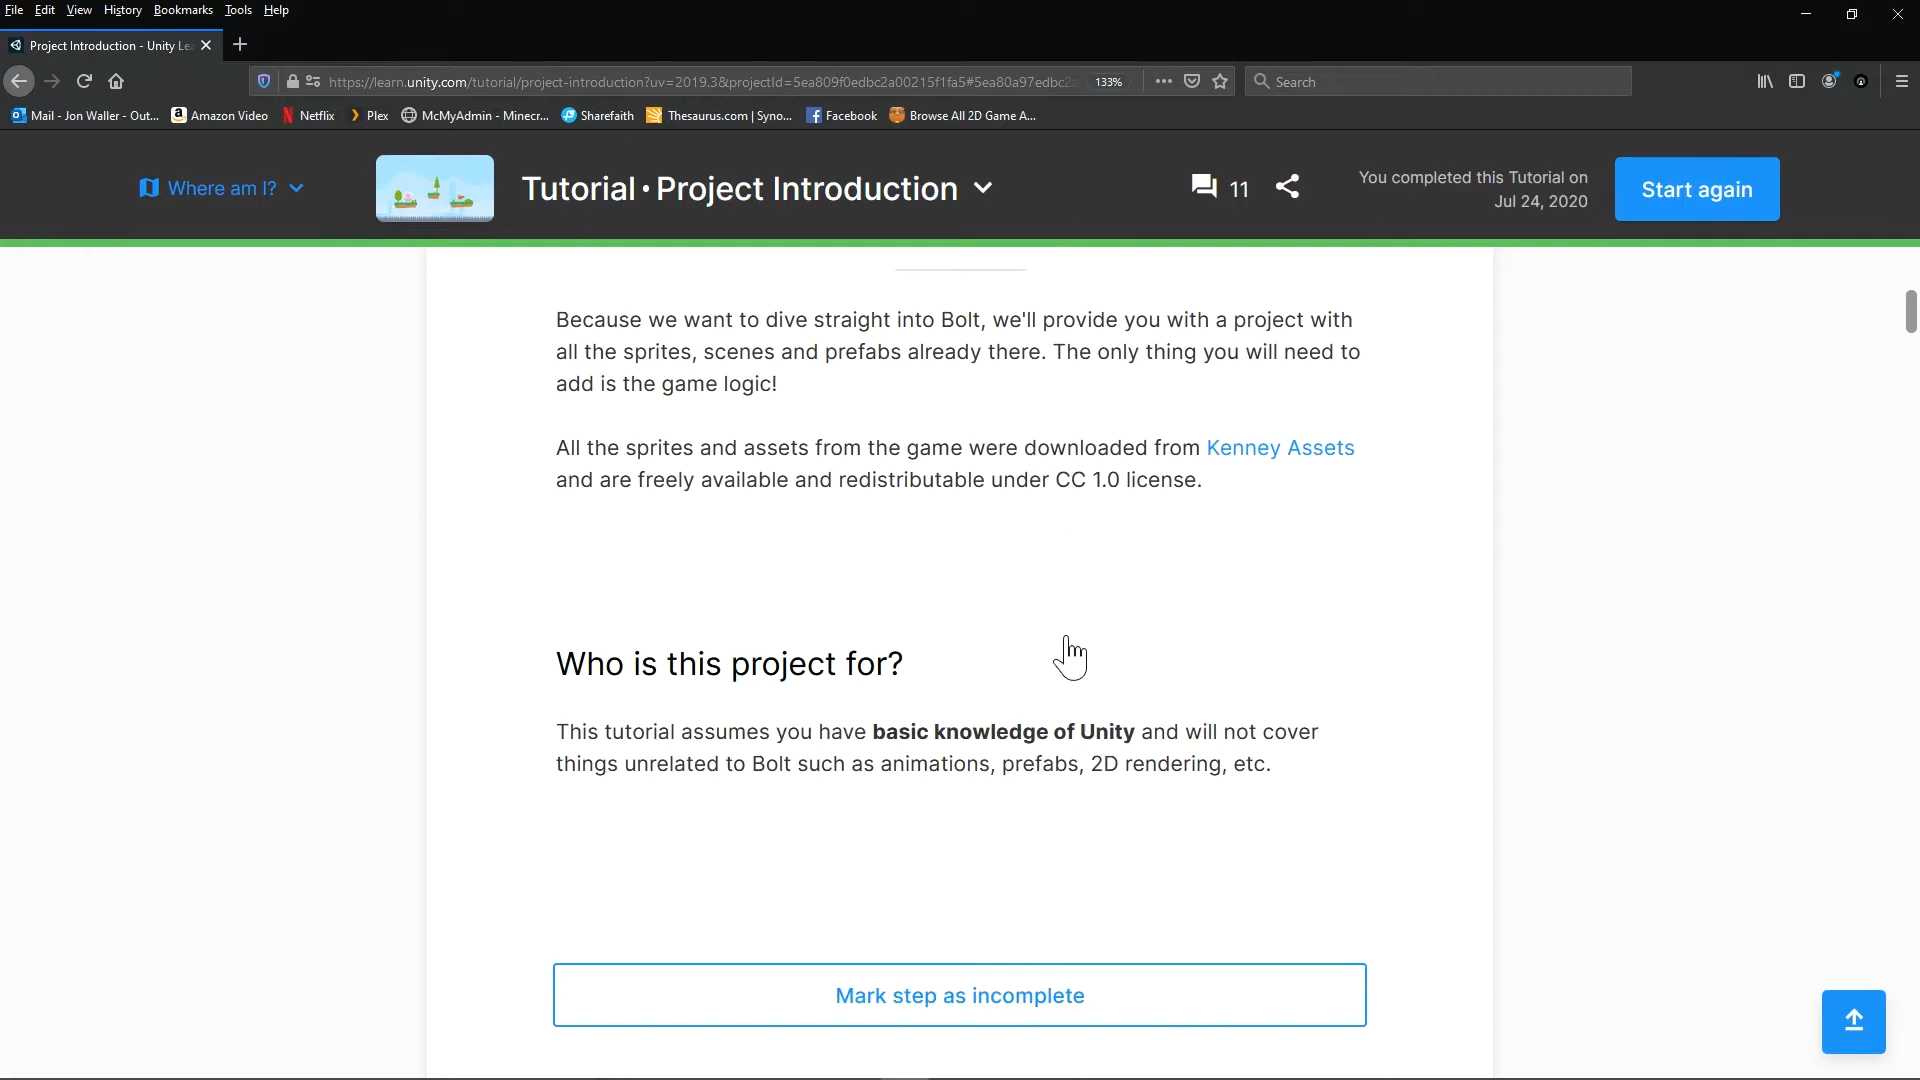 File Edit View History Bookmarks Tools Help
Project Introduction - Unity Le
https://learn.unity.com/tutorial/project-introduction?uv=2019.3&projectId=5ea809f0edbc2a00215f1fa5#5ea80a97edbc2 133% Search
Mail - Jon Waller - Out... Amazon Video Netflix Plex McMyAdmin - Minecr... Sharefaith Thesaurus.com | Syno... Facebook Browse All 2D Game A...
Where am I? Tutorial · Project Introduction 11
You completed this Tutorial on
Jul 24, 2020
Start again
Because we want to dive straight into Bolt, we'll provide you with a project with
all the sprites, scenes and prefabs already there. The only thing you will need to
add is the game logic!
All the sprites and assets from the game were downloaded from Kenney Assets
and are freely available and redistributable under CC 1.0 license.
Who is this project for?
This tutorial assumes you have basic knowledge of Unity and will not cover
things unrelated to Bolt such as animations, prefabs, 2D rendering, etc.
Mark step as incomplete